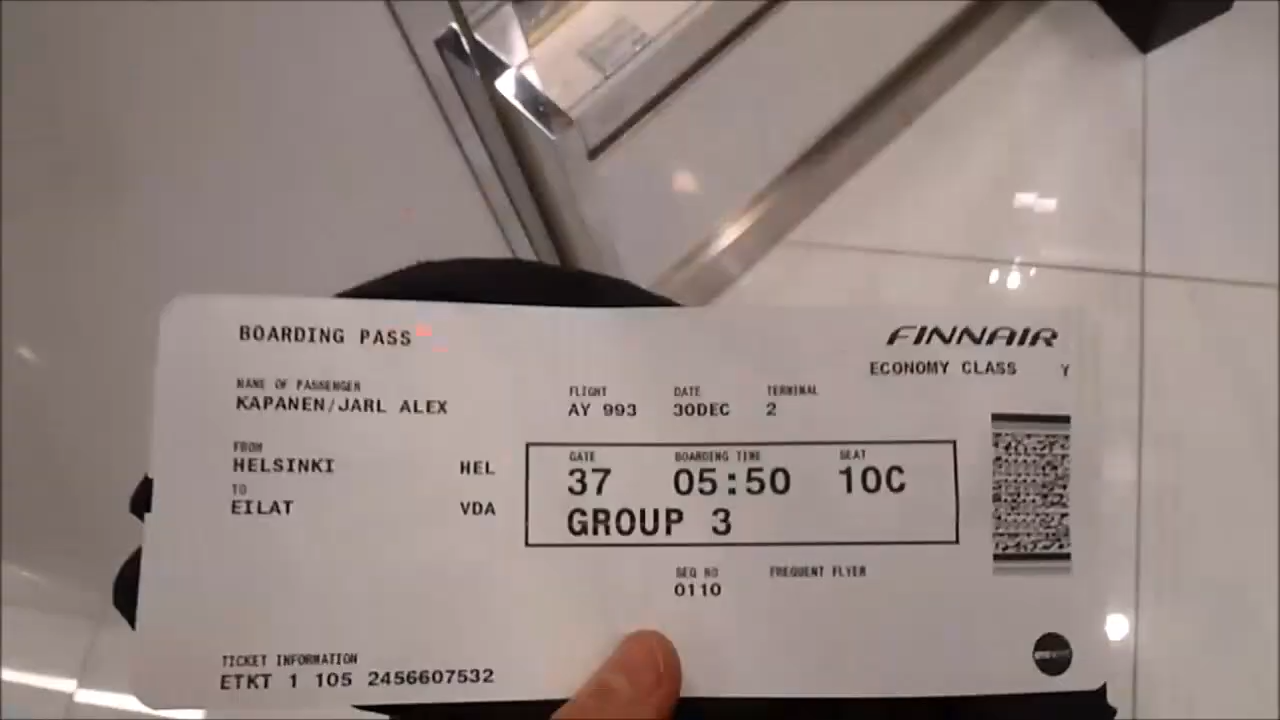 BOARDING PASS
FINNAIR
ECONOMY CLASS Y
NAME OF PASSENGER
KAPANEN/JARL ALEX
FLIGHT DATE TERMINAL
AY 993 30DEC 2
FROM
HELSINKI HEL
TO
EILAT VDA
GATE BOARDING TIME SEAT
37 05:50 10C
GROUP 3
SEQ NO FREQUENT FLYER
0110
TICKET INFORMATION
ETKT 1 105 2456607532